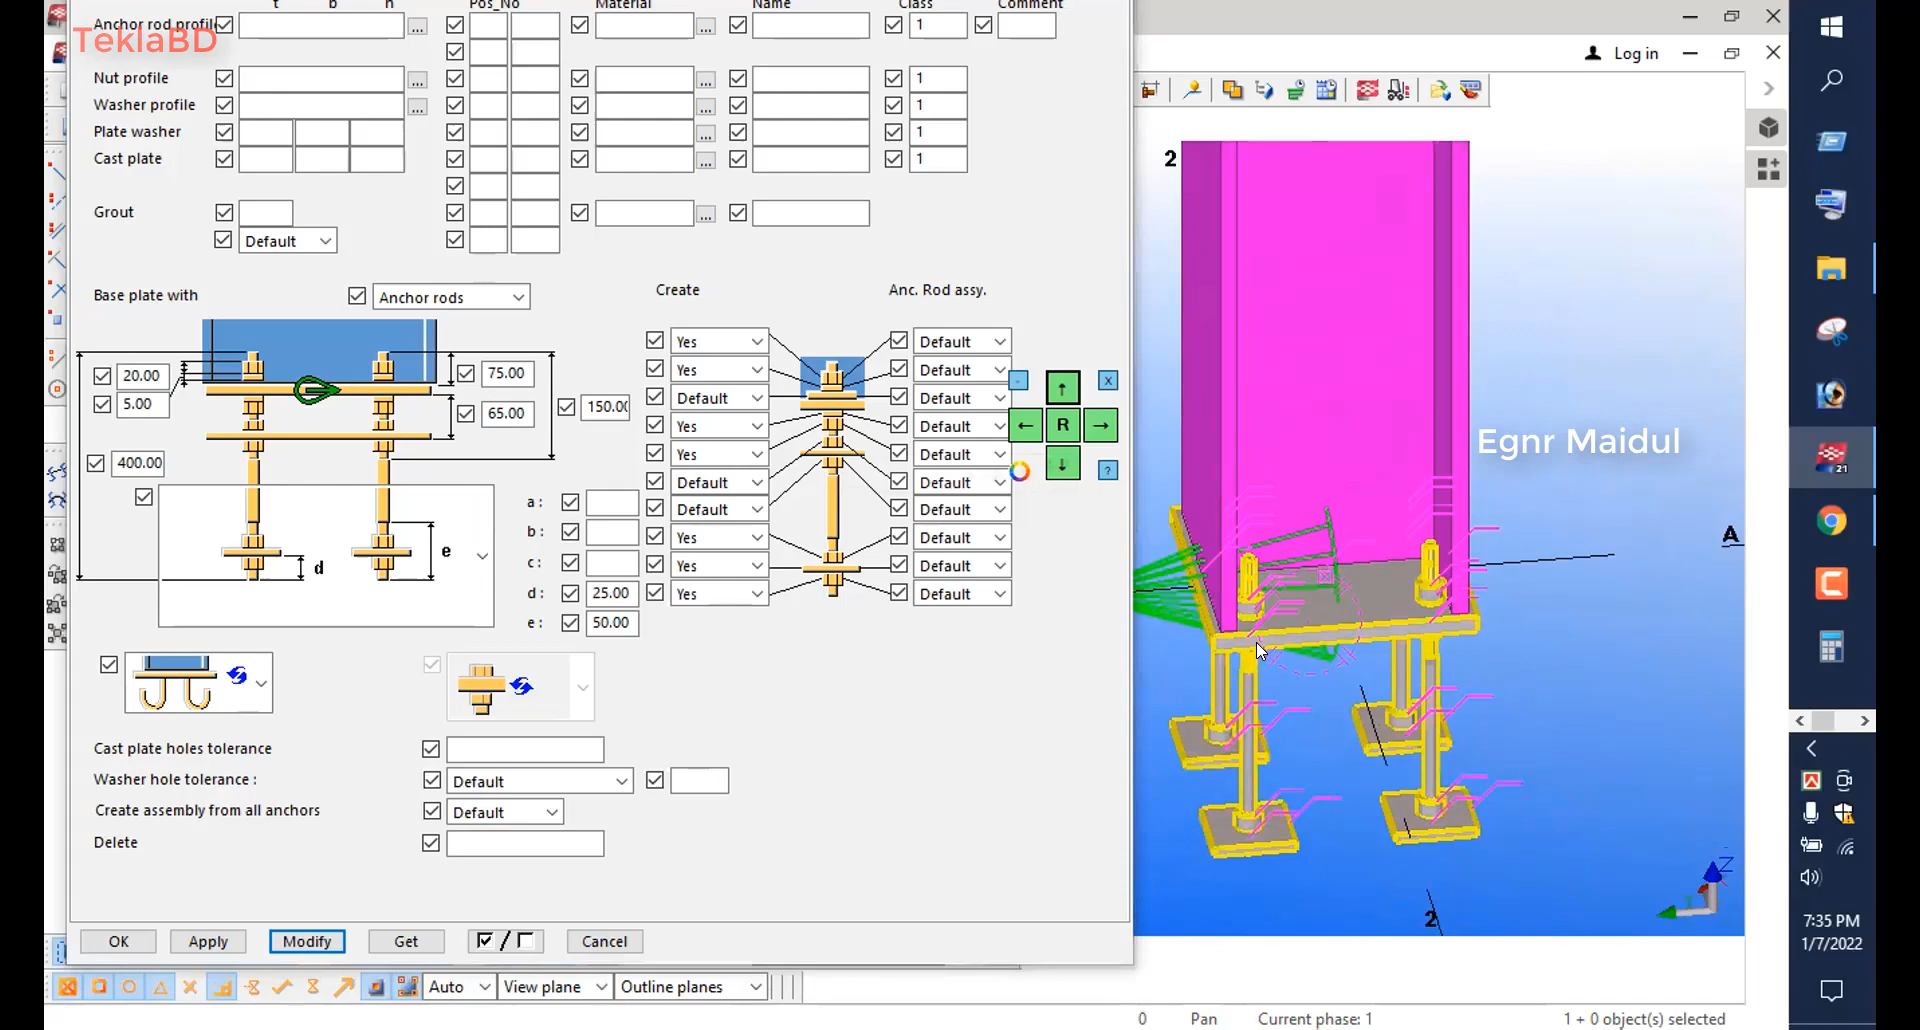 t b h Pos_No Material Name Class Comment
Anchor rod profile ... ... 1
TeklaBD
Log in
Nut profile ... ... 1
Washer profile ... ... 1
Plate washer ... 1
Cast plate ... 1
Grout ...
Default
2
Base plate with Anchor rods
Create Anc. Rod assy.
Yes Default
Yes Default
Default Default
Yes Default
Yes Default
Default Default
Default Default
Yes Default
Yes Default
Yes Default
20.00
5.00
75.00
65.00
150.0
400.00
- X
R
?
Egnr Maidul
21
A
d
e
a :
b :
c :
d : 25.00
e : 50.00
Cast plate holes tolerance
Washer hole tolerance : Default
Create assembly from all anchors Default
Delete
Z
2
OK Apply Modify Get / Cancel
Auto View plane Outline planes
0 Pan Current phase: 1 1 + 0 object(s) selected
7:35 PM
1/7/2022